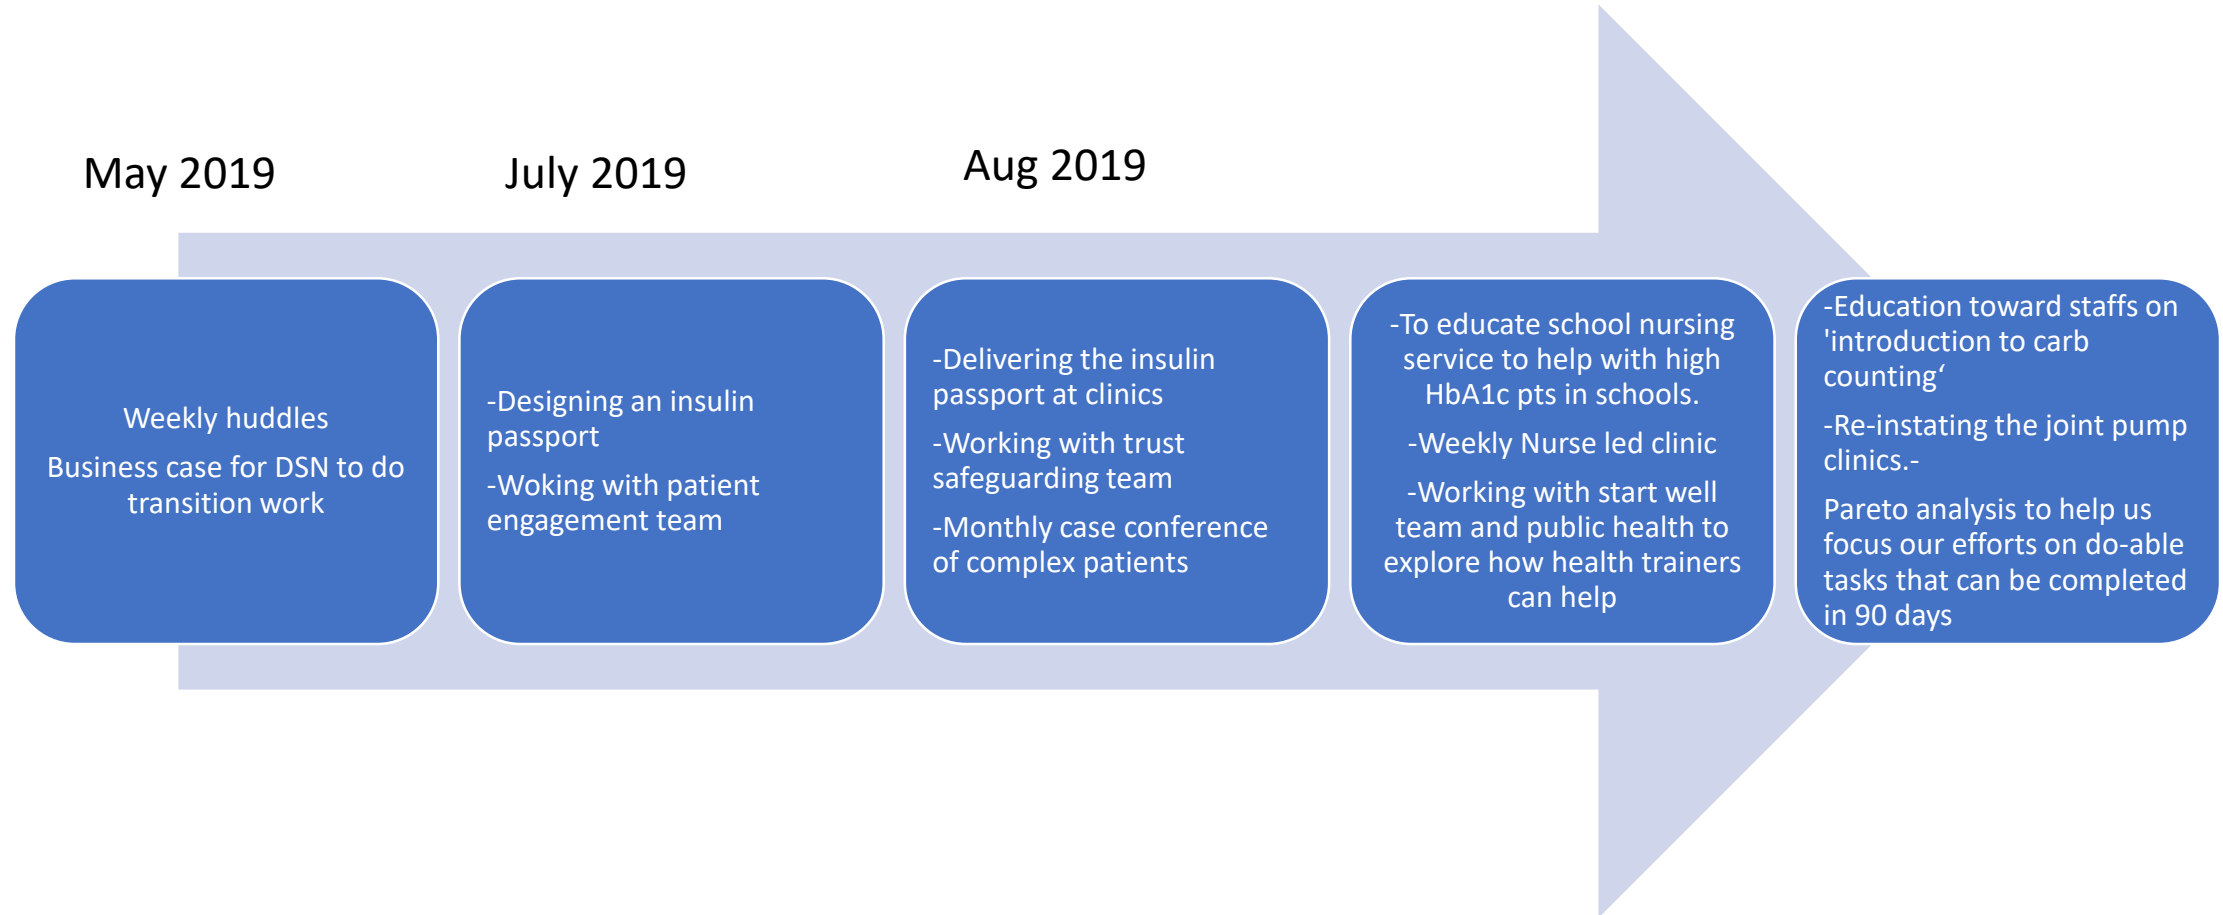 May 2019
July 2019
Aug 2019
Weekly huddles
Business case for DSN to do
transition work
-Designing an insulin
passport
-Woking with patient
engagement team
-Delivering the insulin
passport at clinics
-Working with trust
safeguarding team
-Monthly case conference
of complex patients
-To educate school nursing
service to help with high
HbA1c pts in schools.
-Weekly Nurse led clinic
-Working with start well
team and public health to
explore how health trainers
can help
-Education toward staffs on
'introduction to carb
counting‘
-Re-instating the joint pump
clinics.-
Pareto analysis to help us
focus our efforts on do-able
tasks that can be completed
in 90 days